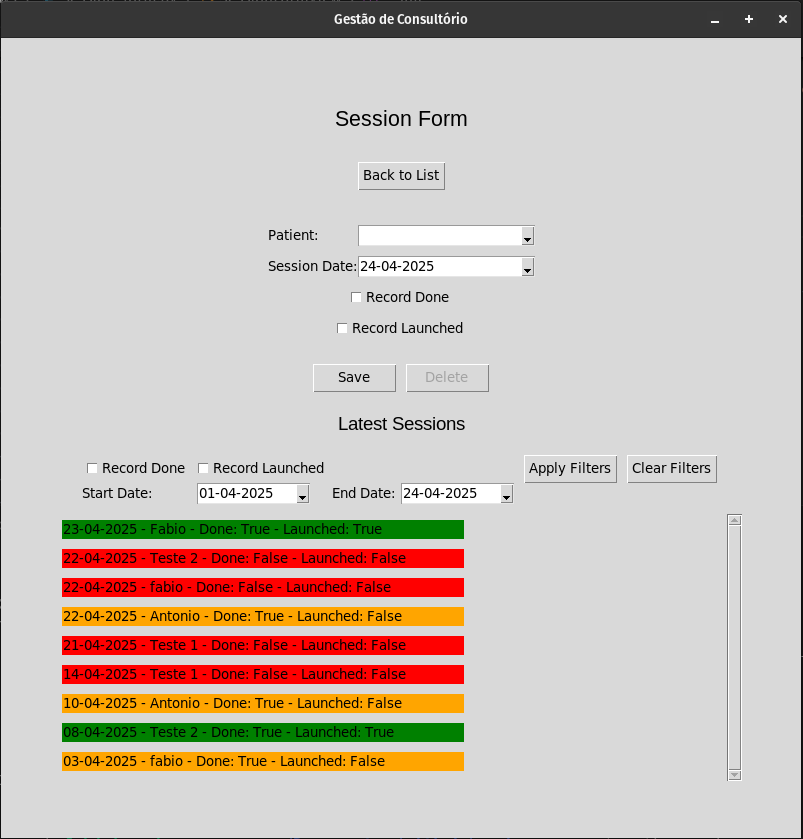 Gestão de Consultório
Session Form
Back to List
Patient:
Session Date: 24-04-2025
Record Done
Record Launched
Save Delete
Latest Sessions
Record Done Record Launched Apply Filters Clear Filters
Start Date: 01-04-2025 End Date: 24-04-2025
23-04-2025 - Fabio - Done: True - Launched: True
22-04-2025 - Teste 2 - Done: False - Launched: False
22-04-2025 - fabio - Done: False - Launched: False
22-04-2025 - Antonio - Done: True - Launched: False
21-04-2025 - Teste 1 - Done: False - Launched: False
14-04-2025 - Teste 1 - Done: False - Launched: False
10-04-2025 - Antonio - Done: True - Launched: False
08-04-2025 - Teste 2 - Done: True - Launched: True
03-04-2025 - fabio - Done: True - Launched: False